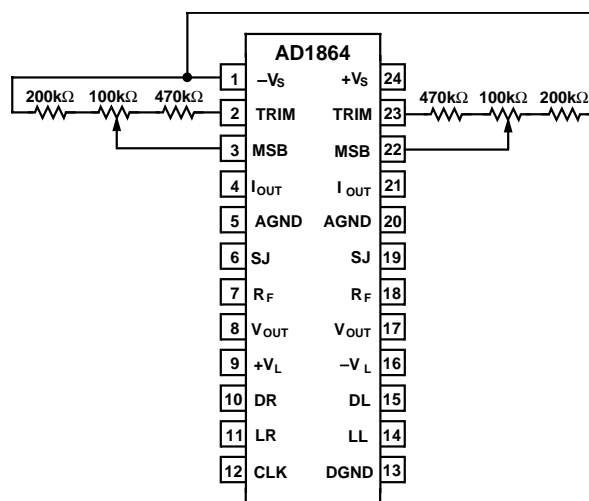 AD1864
1 –VS +VS 24
200kΩ 100kΩ 470kΩ 2 TRIM TRIM 23 470kΩ 100kΩ 200kΩ
3 MSB MSB 22
4 IOUT IOUT 21
5 AGND AGND 20
6 SJ SJ 19
7 RF RF 18
8 VOUT VOUT 17
9 +VL –VL 16
10 DR DL 15
11 LR LL 14
12 CLK DGND 13